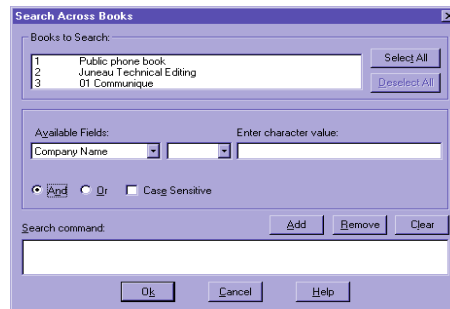 Search Across Books
Books to Search:
1 Public phone book
2 Juneau Technical Editing
3 01 Communique
Select All
Deselect All
Available Fields:
Enter character value:
Company Name
And
Or
Case Sensitive
Search command:
Add
Remove
Clear
Ok
Cancel
Help